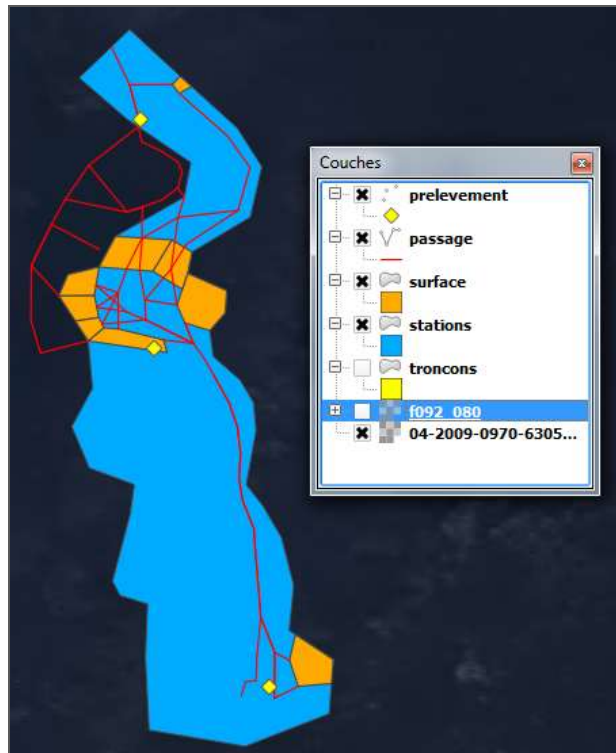 Couches
prelevement
passage
surface
stations
troncons
f092_080
04-2009-0970-6305...